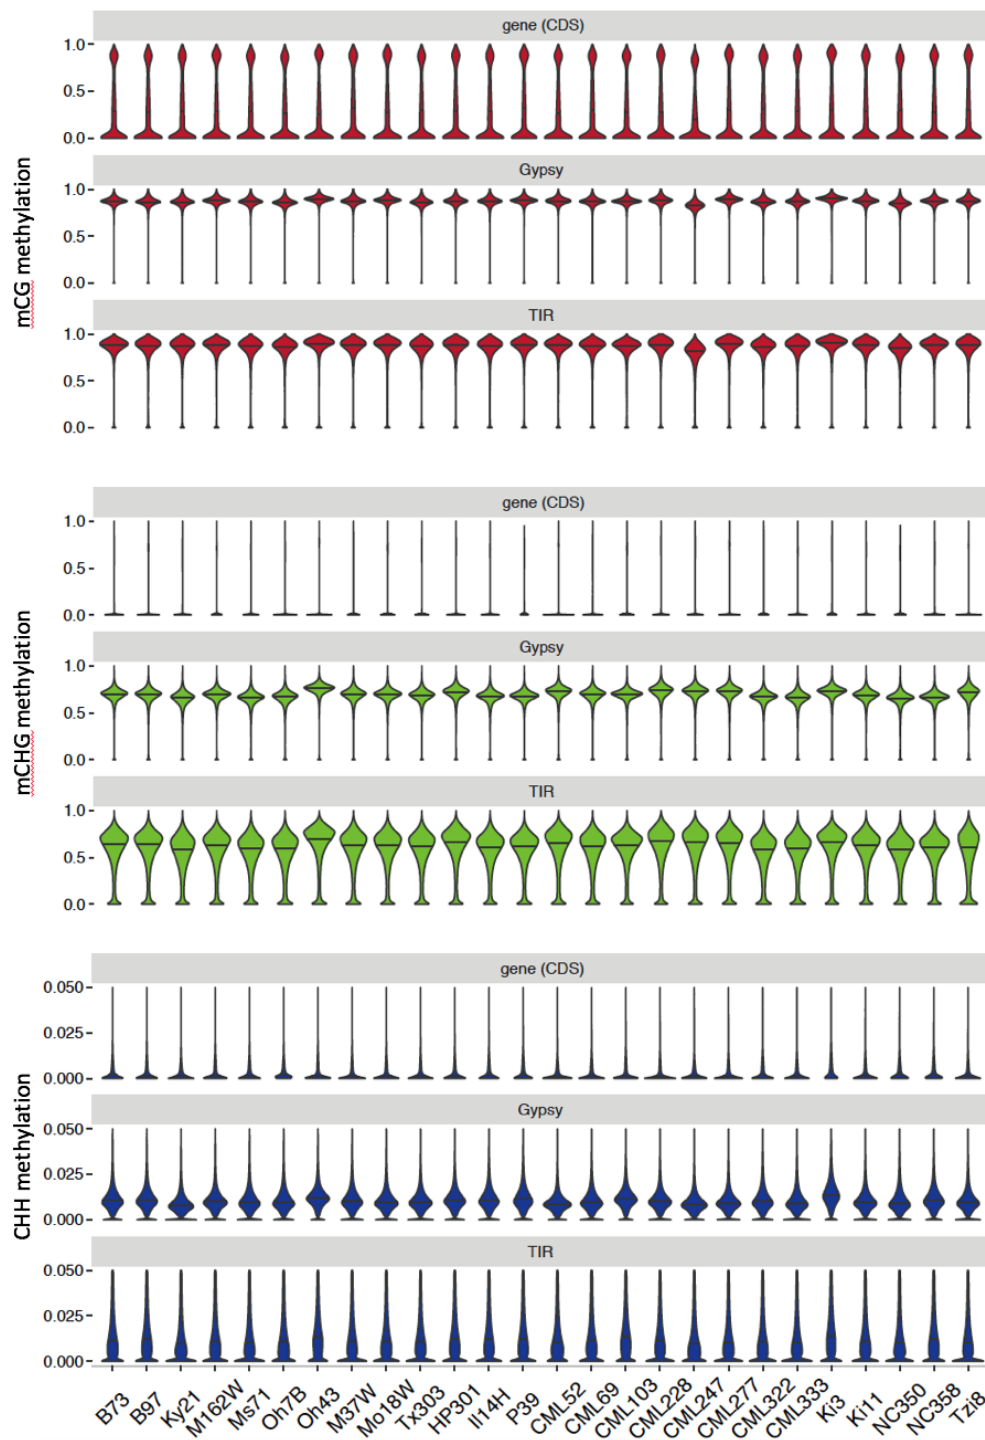 gene (CDS)
1.0
0.5
0.0
Gypsy
1.0
0.5
0.0
TIR
1.0
0.5
0.0
mCG methylation
gene (CDS)
1.0
0.5
0.0
Gypsy
1.0
0.5
0.0
TIR
1.0
0.5
0.0
mCHG methylation
gene (CDS)
0.050
0.025
0.000
Gypsy
0.050
0.025
0.000
TIR
0.050
0.025
0.000
CHH methylation
B73
B97
Ky21
M162W
Ms71
Oh7B
Oh43
M37W
Mo18W
Tx303
HP301
Il14H
P39
CML52
CML69
CML103
CML228
CML247
CML277
CML322
CML333
Ki3
Ki11
NC350
NC358
Tzi8